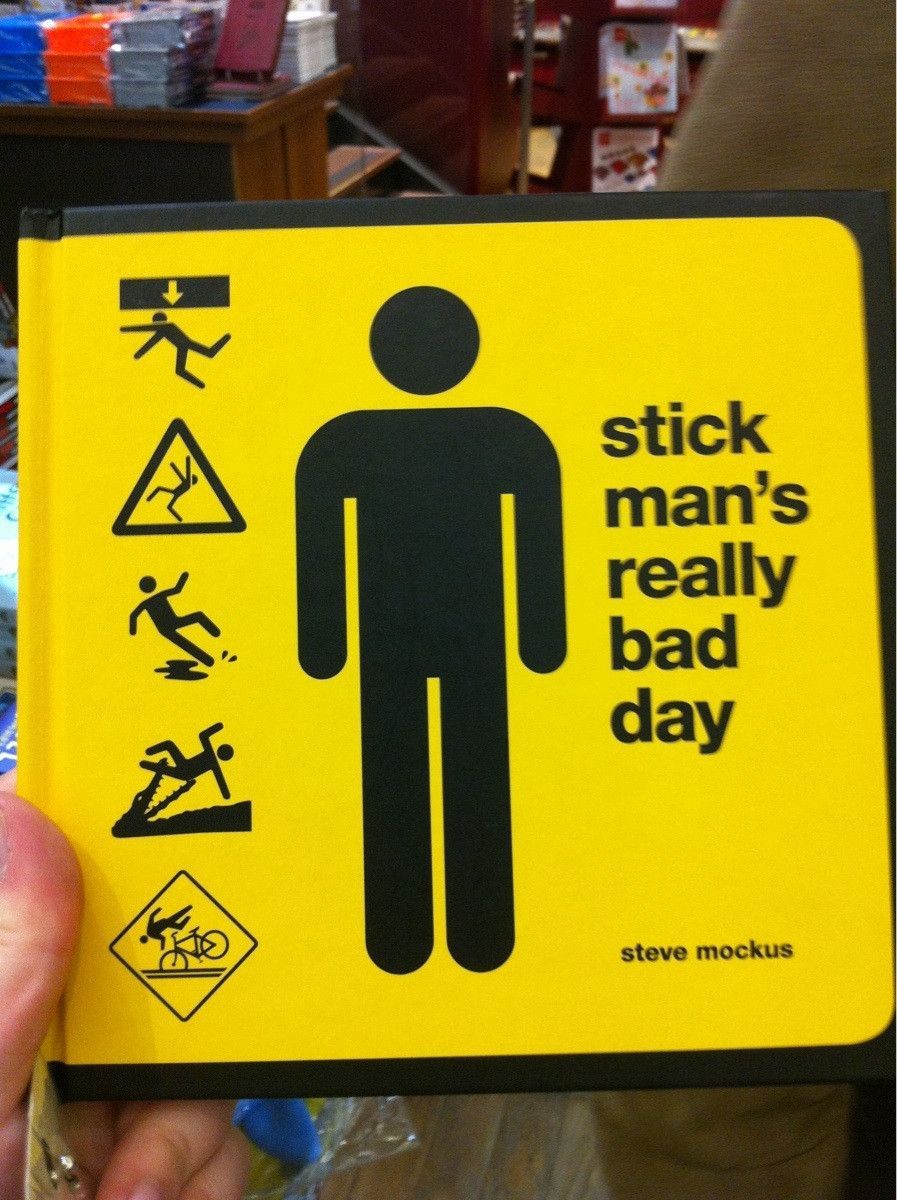 stick
man's
really
bad
day
steve mockus